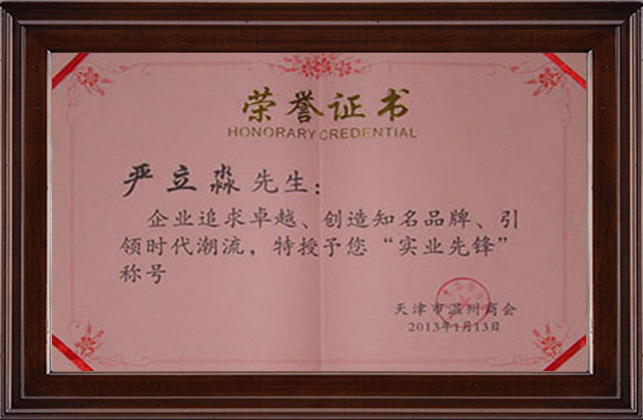 荣誉证书
HONORARY CREDENTIAL
严立淼先生：
企业追求卓越、创造知名品牌、引
领时代潮流，特授予您“实业先锋”
称号
天津市温州商会
2013年1月13日